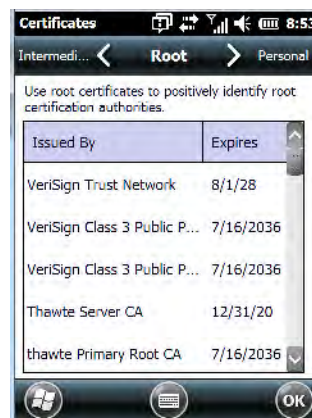 Certificates 8:53
Intermedi... Root Personal
Use root certificates to positively identify root
certification authorities.
Issued By Expires
VeriSign Trust Network 8/1/28
VeriSign Class 3 Public P... 7/16/2036
VeriSign Class 3 Public P... 7/16/2036
Thawte Server CA 12/31/20
thawte Primary Root CA 7/16/2036
OK